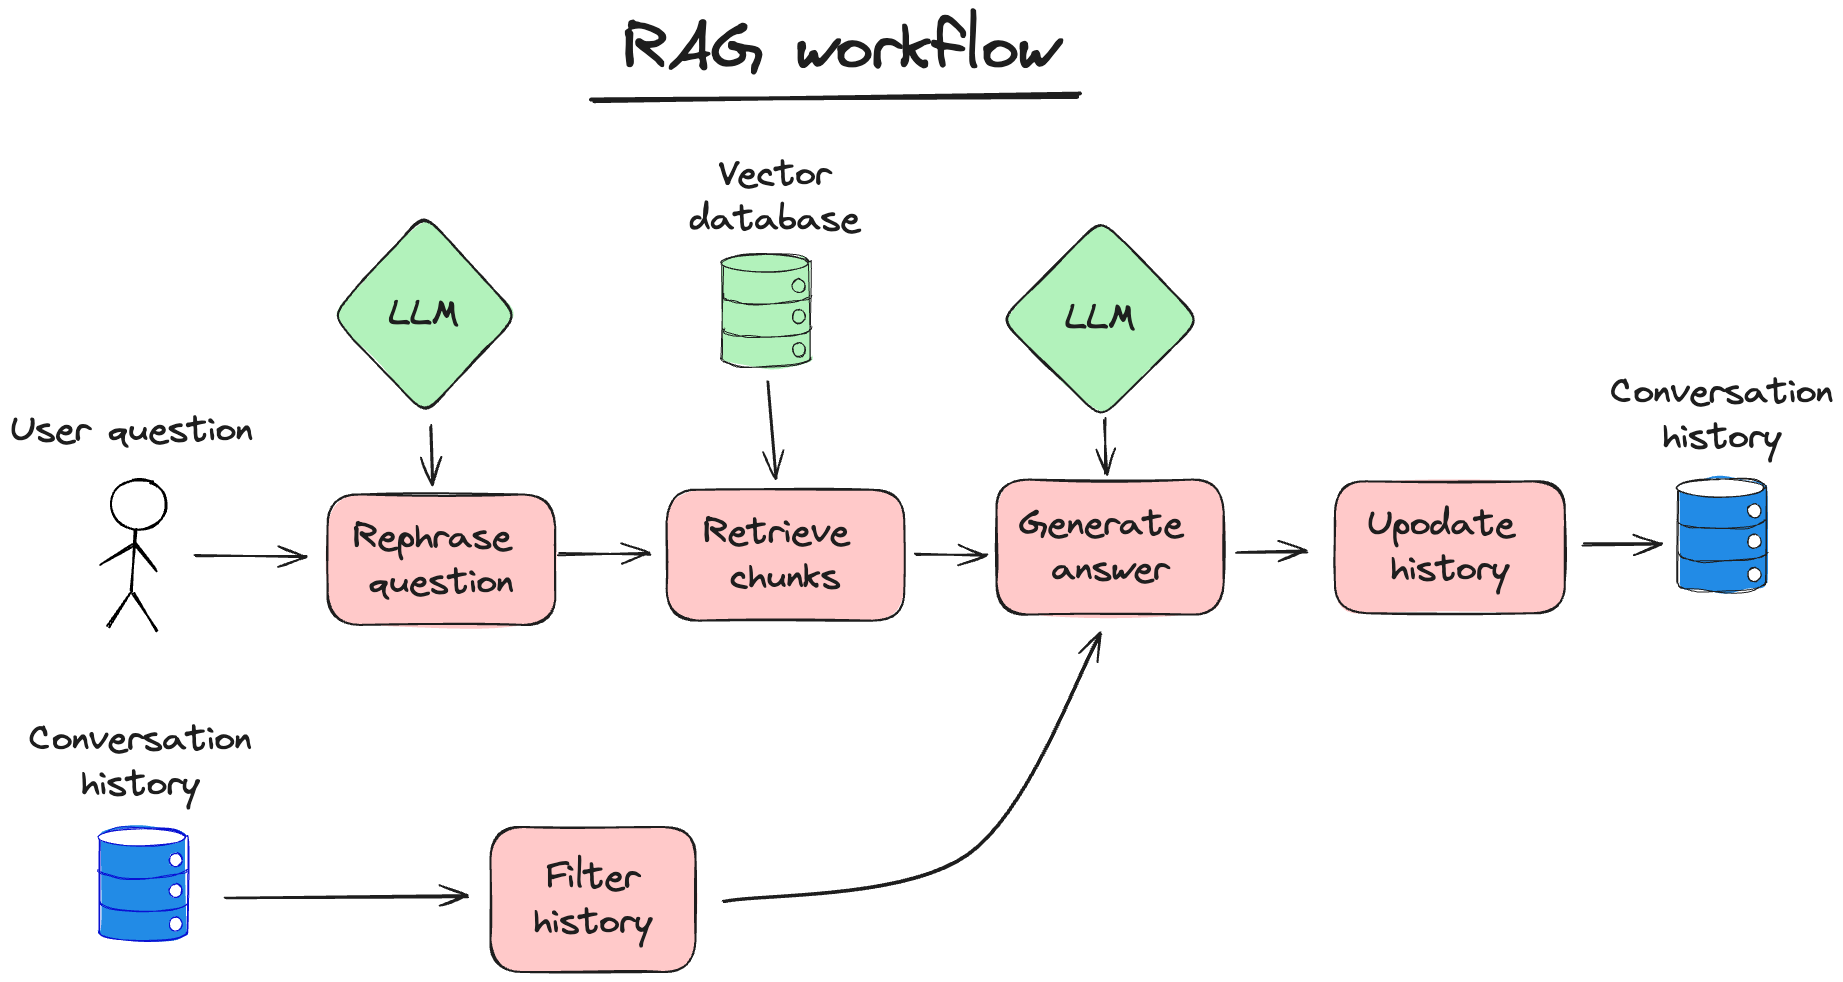 RAG workflow
Vector
database
LLM
LLM
Conversation
history
User question
Rephrase
question
Retrieve
chunks
Generate
answer
Upodate
history
Conversation
history
Filter
history